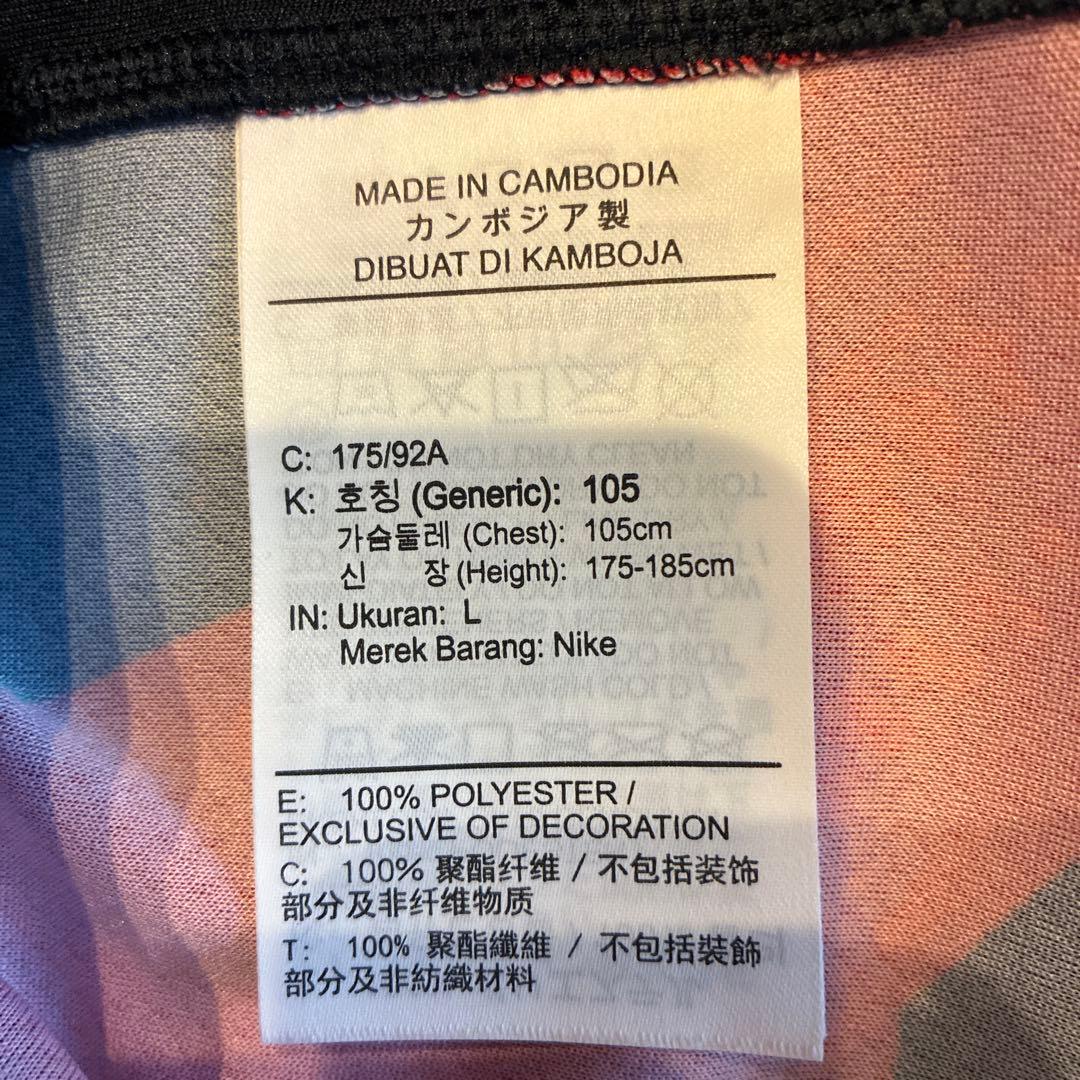 MADE IN CAMBODIA
カンボジア製
DIBUAT DI KAMBOJA
C: 175/92A
K: 호칭 (Generic): 105
가슴둘레 (Chest): 105cm
신 장 (Height): 175-185cm
IN: Ukuran: L
Merek Barang: Nike
E: 100% POLYESTER /
EXCLUSIVE OF DECORATION
C: 100% 聚酯纤维 / 不包括装饰
部分及非纤维物质
T: 100% 聚酯纖維 / 不包括裝飾
部分及非紡織材料